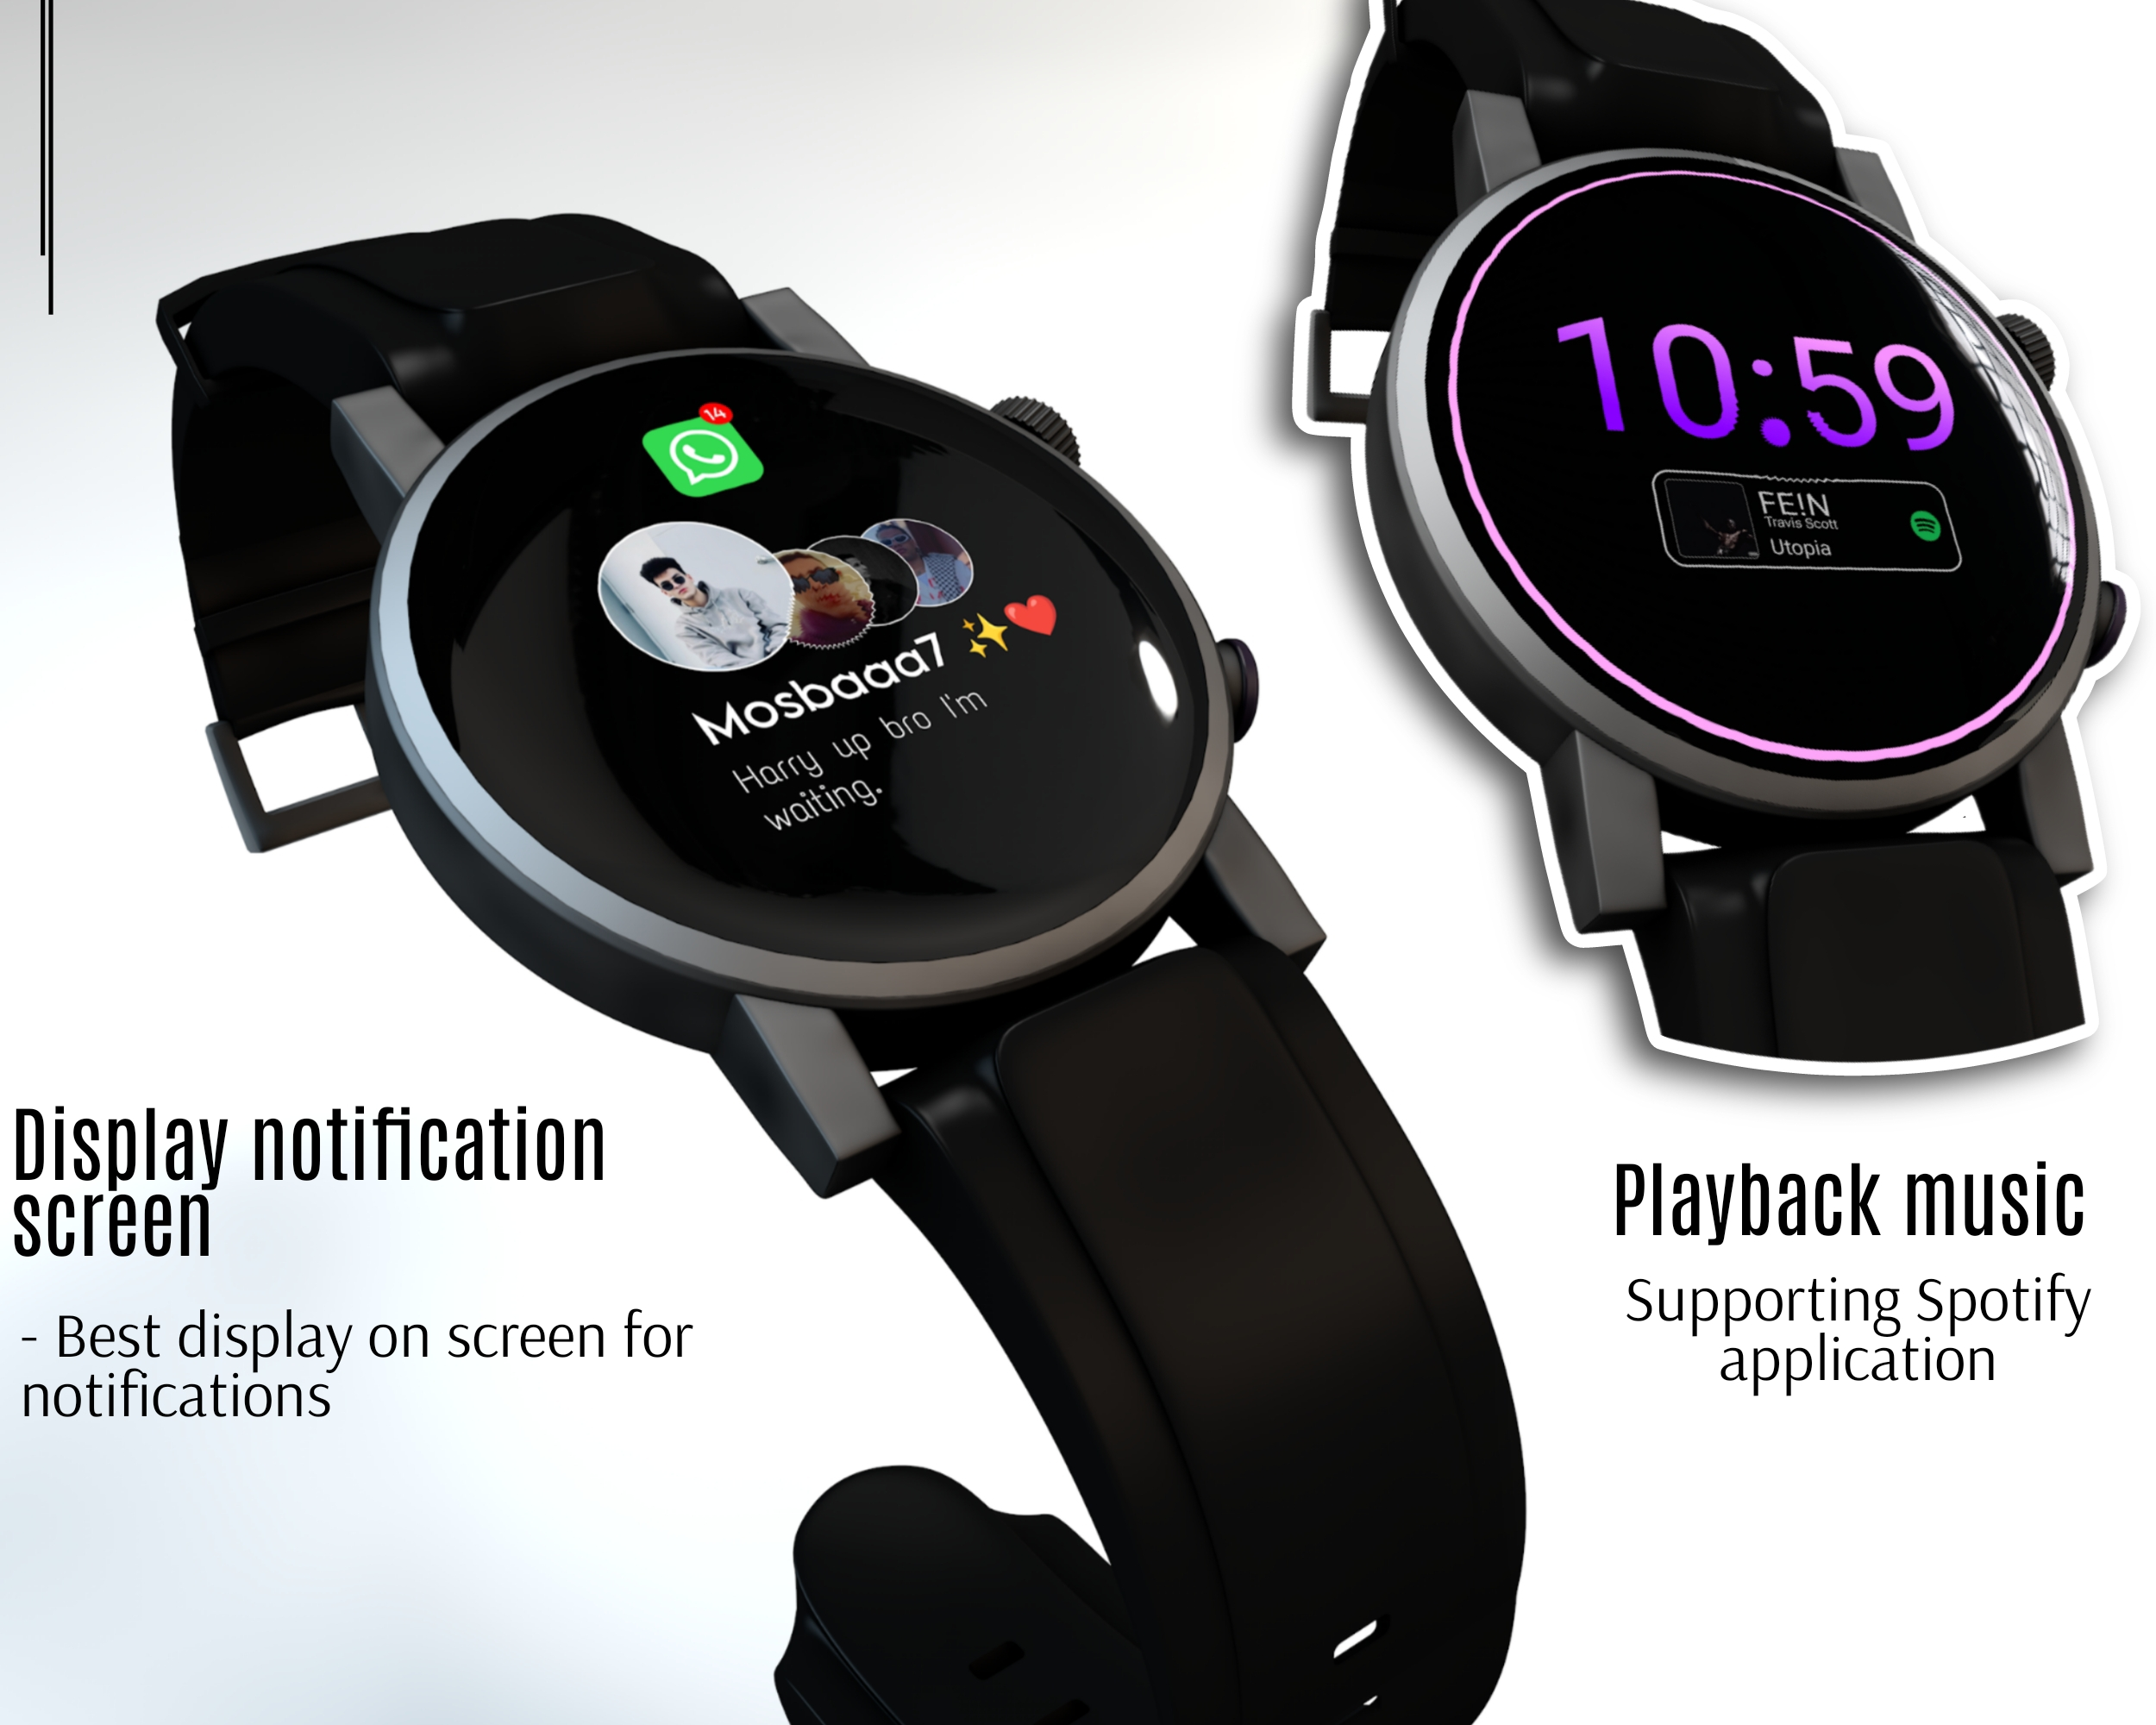 14
Mosbaaa7 ✨❤️
Harry up bro I'm
waiting.
10:59
FE!N
Travis Scott
Utopia
Display notification
screen
- Best display on screen for
notifications
Playback music
Supporting Spotify
application